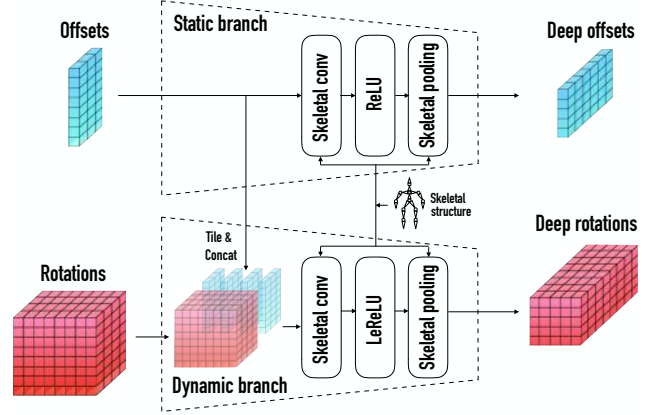 Offsets
Static branch
Deep offsets
Skeletal conv
ReLU
Skeletal pooling
Skeletal
structure
Tile &
Concat
Deep rotations
Rotations
Skeletal conv
LeReLU
Skeletal pooling
Dynamic branch